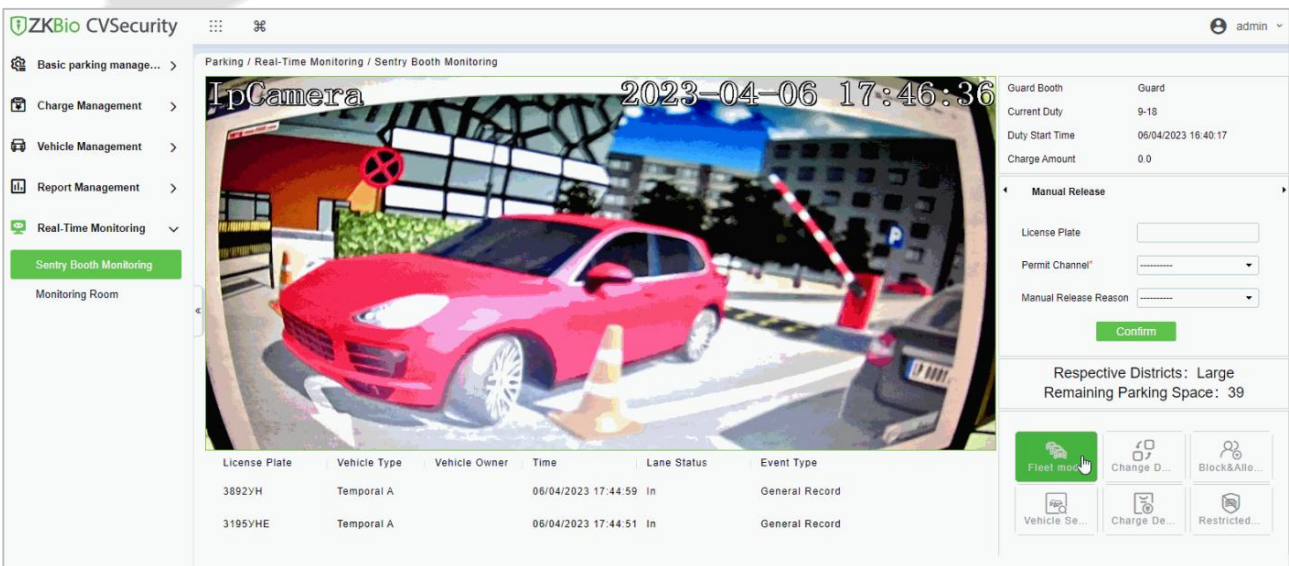 ZKBio CVSecurity
admin
Basic parking manage...
Charge Management
Vehicle Management
Report Management
Real-Time Monitoring
Sentry Booth Monitoring
Monitoring Room
Parking / Real-Time Monitoring / Sentry Booth Monitoring
IpCamera 2023-04-06 17:46:36
P
License Plate Vehicle Type Vehicle Owner Time Lane Status Event Type
3892УН Temporal A 06/04/2023 17:44:59 In General Record
3195УНЕ Temporal A 06/04/2023 17:44:51 In General Record
Guard Booth Guard
Current Duty 9-18
Duty Start Time 06/04/2023 16:40:17
Charge Amount 0.0
Manual Release
License Plate
Permit Channel* ----------
Manual Release Reason ----------
Confirm
Respective Districts: Large
Remaining Parking Space: 39
Fleet mod Change D... Block&Allo...
Vehicle Se... Charge De... Restricted...